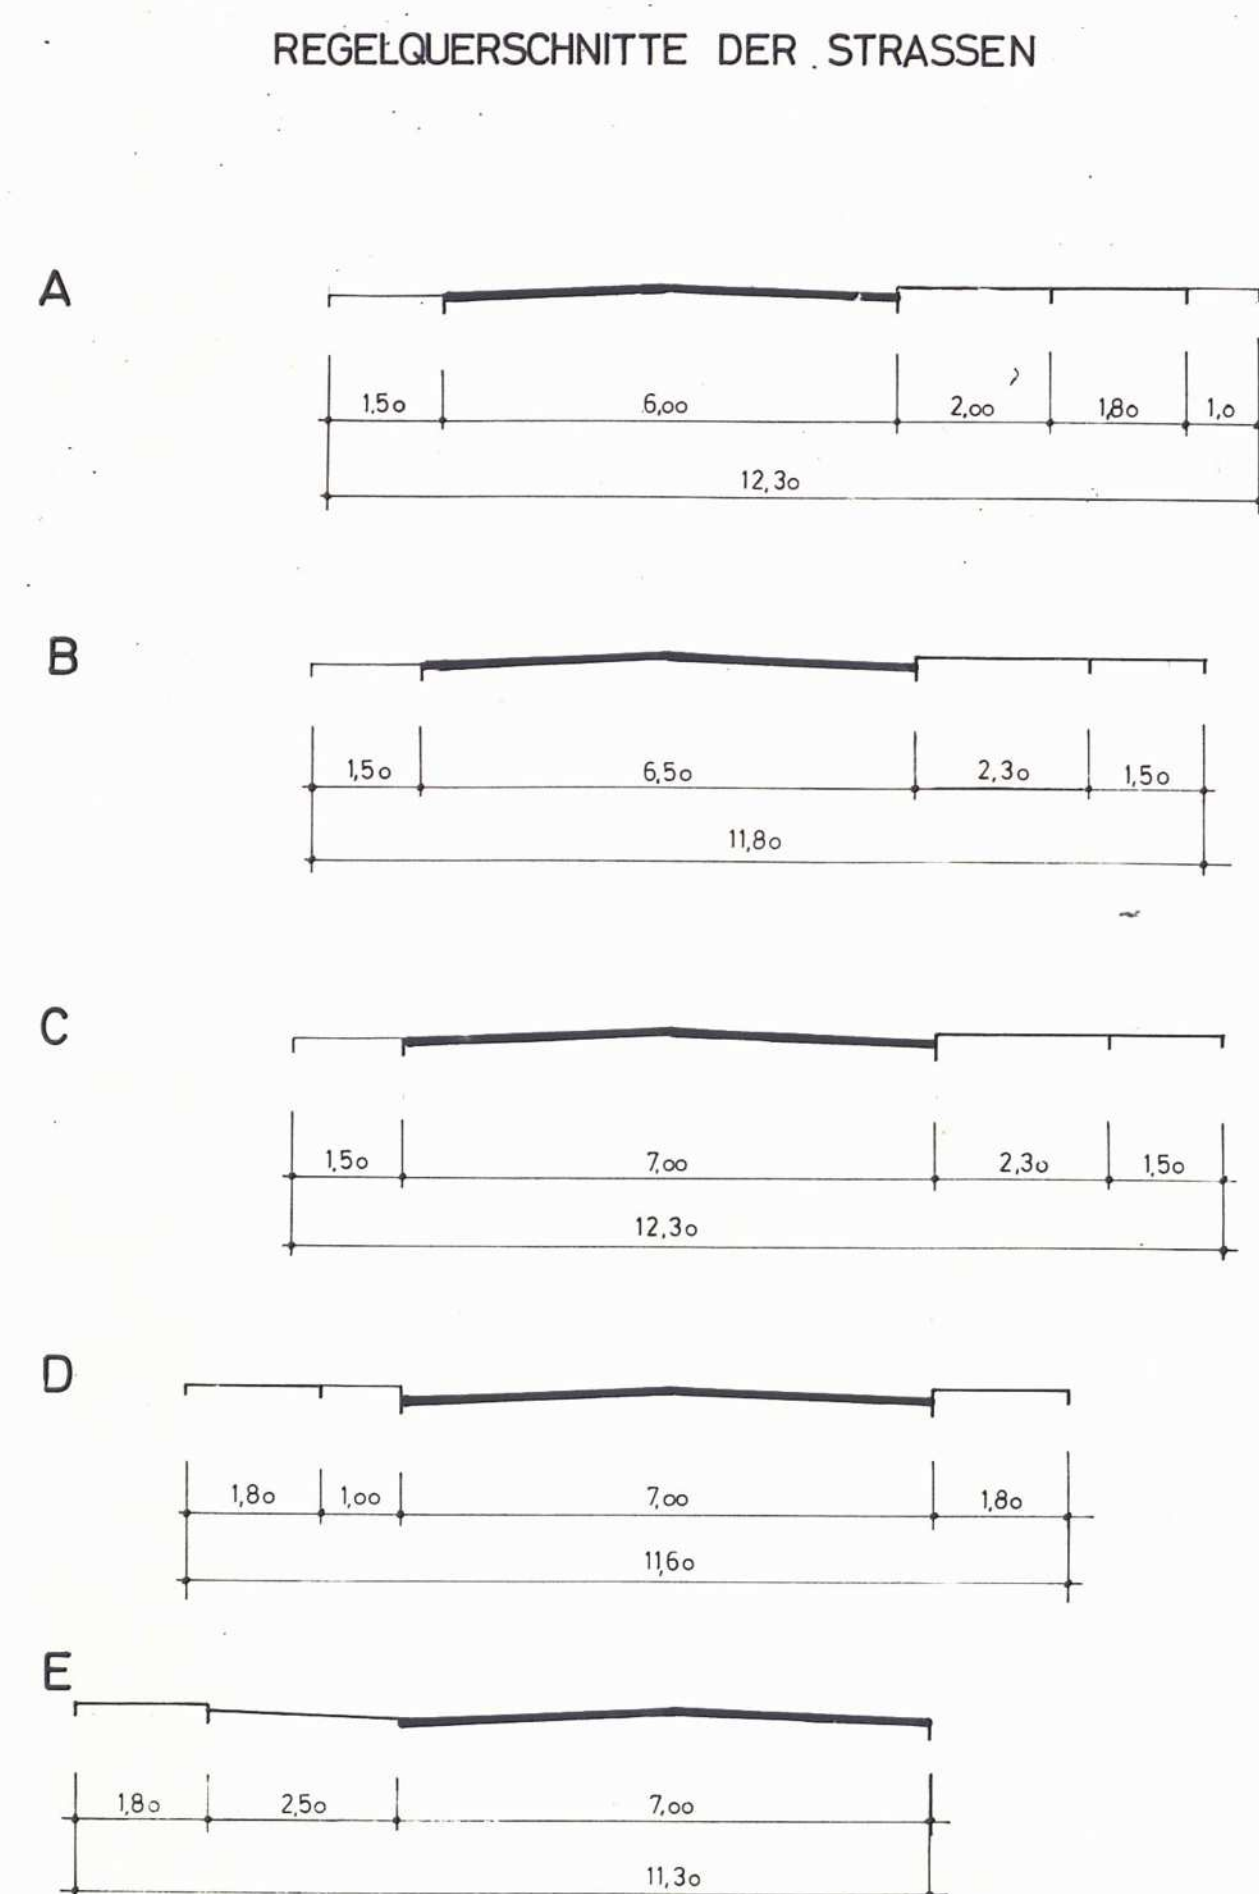 REGELQUERSCHNITTE DER STRASSEN
A
1,50 6,00 2,00 1,80 1,0
12,30
B
1,50 6,50 2,30 1,50
11,80
C
1,50 7,00 2,30 1,50
12,30
D
1,80 1,00 7,00 1,80
11,60
E
1,80 2,50 7,00
11,30